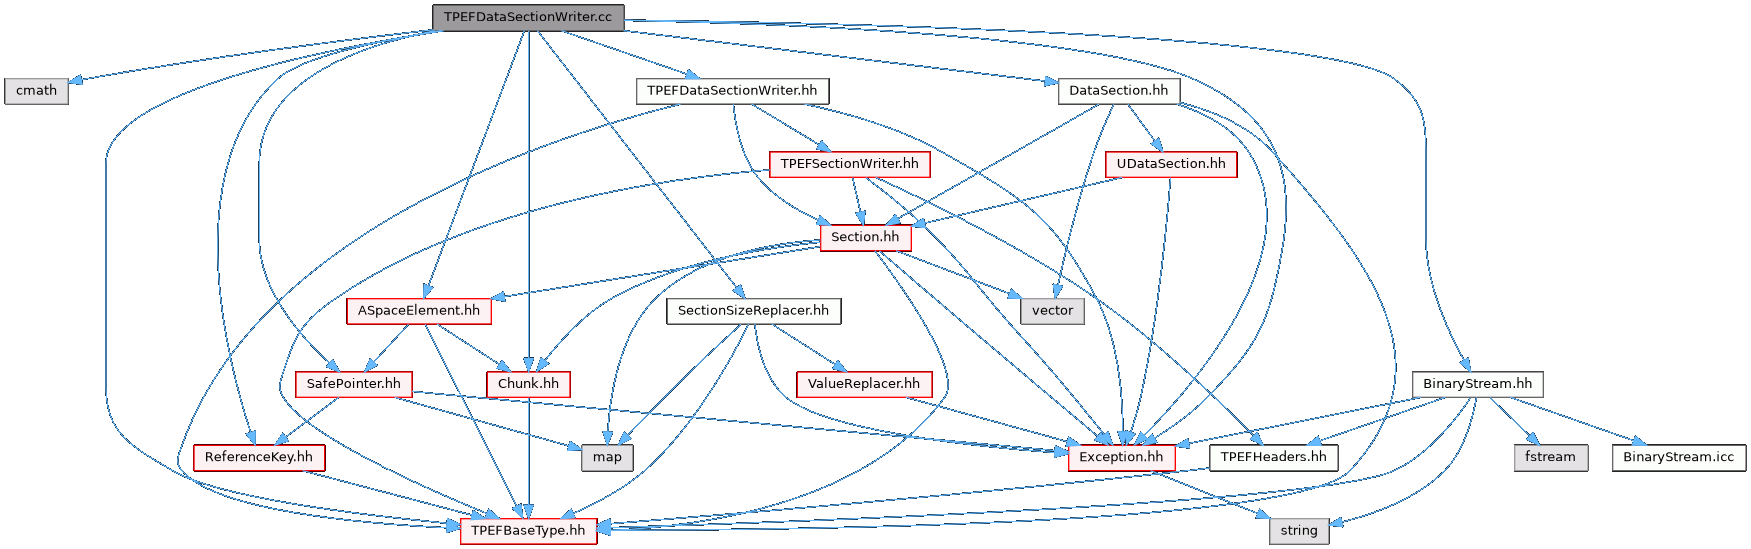 TPEFDataSectionWriter.cc
cmath
TPEFDataSectionWriter.hh
DataSection.hh
TPEFSectionWriter.hh
UDataSection.hh
Section.hh
ASpaceElement.hh
SectionSizeReplacer.hh
vector
SafePointer.hh
Chunk.hh
ValueReplacer.hh
BinaryStream.hh
ReferenceKey.hh
map
Exception.hh
TPEFHeaders.hh
fstream
BinaryStream.icc
TPEFBaseType.hh
string